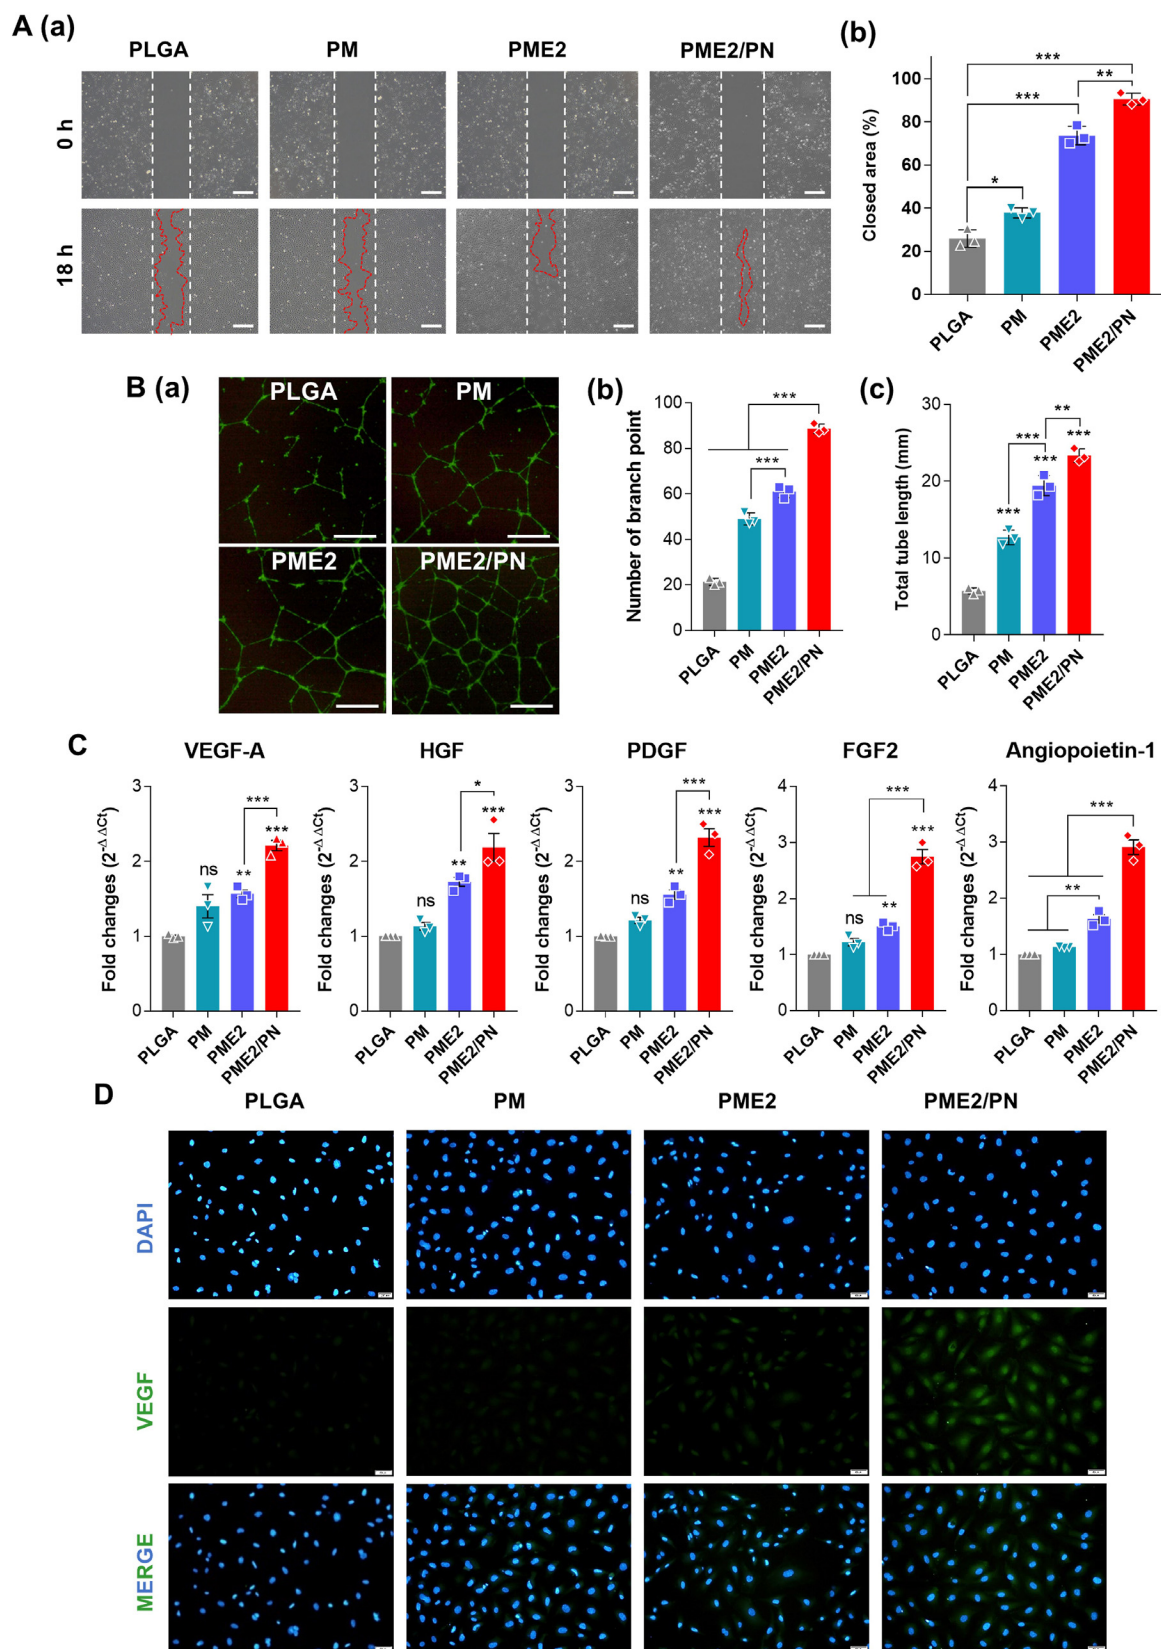 A (a)
PLGA PM PME2 PME2/PN
0 h
18 h
(b)
Closed area (%)
100
80
60
40
20
0
***
**
***
*
PLGA PM PME2 PME2/PN
B (a)
PLGA PM
PME2 PME2/PN
(b)
Number of branch point
100
80
60
40
20
0
***
***
PLGA PM PME2 PME2/PN
(c)
Total tube length (mm)
30
20
10
0
**
*** ***
***
***
PLGA PM PME2 PME2/PN
C
VEGF-A
Fold changes (2-ΔΔCt)
3
2
1
0
***
***
ns
**
PLGA PM PME2 PME2/PN
HGF
Fold changes (2-ΔΔCt)
3
2
1
0
*
***
**
ns
PLGA PM PME2 PME2/PN
PDGF
Fold changes (2-ΔΔCt)
3
2
1
0
***
***
**
ns
PLGA PM PME2 PME2/PN
FGF2
Fold changes (2-ΔΔCt)
4
3
2
1
0
***
***
**
ns
PLGA PM PME2 PME2/PN
Angiopoietin-1
Fold changes (2-ΔΔCt)
4
3
2
1
0
***
**
PLGA PM PME2 PME2/PN
D
PLGA PM PME2 PME2/PN
DAPI
VEGF
MERGE